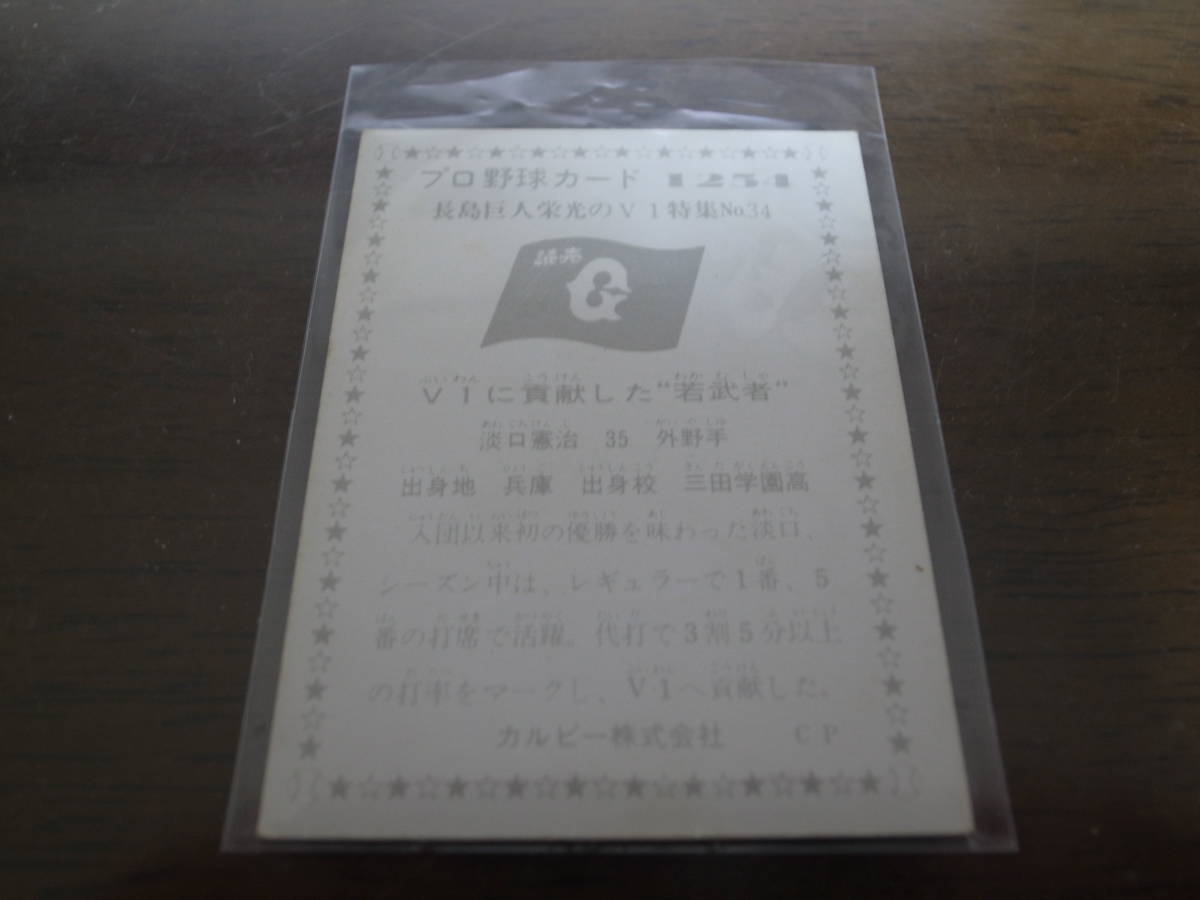 プロ野球カード 1251
長島巨人栄光のV1特集No.34
読売
G
V1に貢献した“若武者”
淡口憲治 35 外野手
出身地 兵庫 出身校 三田学園高
入団以来初の優勝を味わった淡口、
シーズン中は、レギュラーで1番、5
番の打席で活躍。代打で3割5分以上
の打率をマークし、V1へ貢献した。
カルビー株式会社 CP